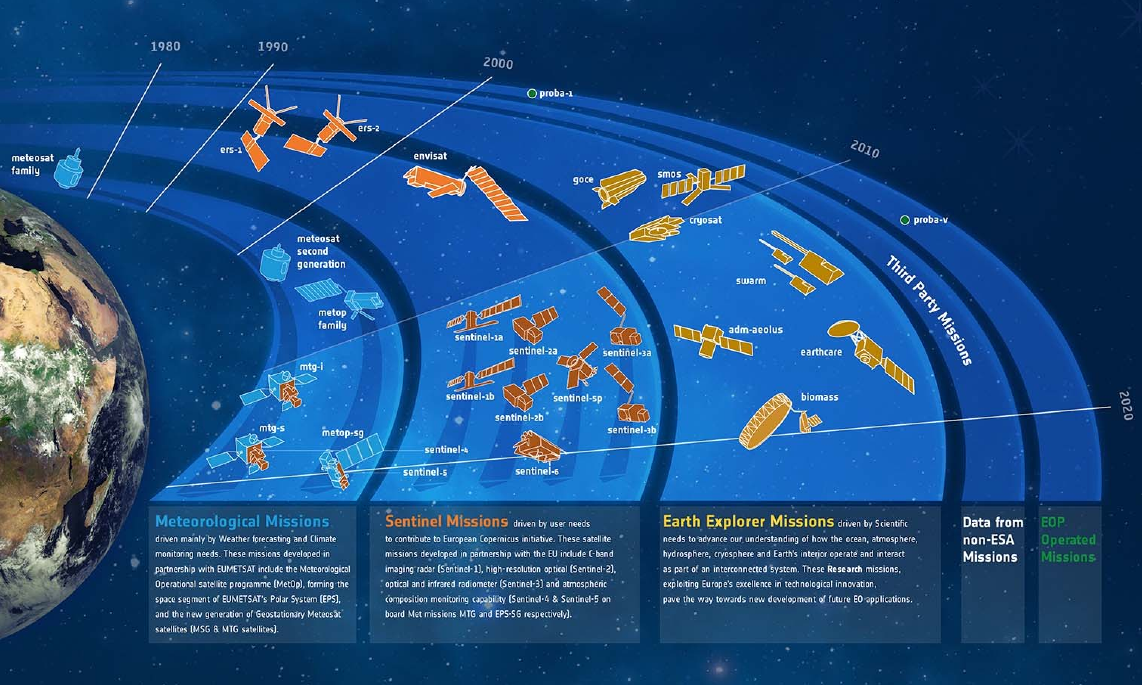 1980
1990
2000
proba-1
ers-2
ers-1
meteosat
family
envisat
2010
goce
smos
cryosat
proba-v
meteosat
second
generation
metop
family
swarm
Third Party Missions
sentinel-1a
sentinel-2a
sentinel-3a
adm-aeolus
earthcare
mtg-i
sentinel-1b
sentinel-2b
sentinel-5p
sentinel-3b
biomass
2020
mtg-s
metop-sg
sentinel-4
sentinel-5
sentinel-6
Meteorological Missions
driven mainly by Weather forecasting and Climate
monitoring needs. These missions developed in
partnership with EUMETSAT include the Meteorological
Operational satellite programme (MetOp), forming the
space segment of EUMETSAT's Polar System (EPS),
and the new generation of Geostationary Meteosat
satellites (MSG & MTG satellites).
Sentinel Missions driven by user needs
to contribute to European Copernicus initiative. These satellite
missions developed in partnership with the EU include C-band
imaging radar (Sentinel-1), high-resolution optical (Sentinel-2),
optical and infrared radiometer (Sentinel-3) and atmospheric
composition monitoring capability (Sentinel-4 & Sentinel-5 on
board Met missions MTG and EPS-SG respectively).
Earth Explorer Missions driven by Scientific
needs to advance our understanding of how the ocean, atmosphere,
hydrosphere, cryosphere and Earth's interior operate and interact
as part of an interconnected system. These Research missions,
exploiting Europe's excellence in technological innovation,
pave the way towards new development of future EO applications.
Data from
non-ESA
Missions
EOP
Operated
Missions